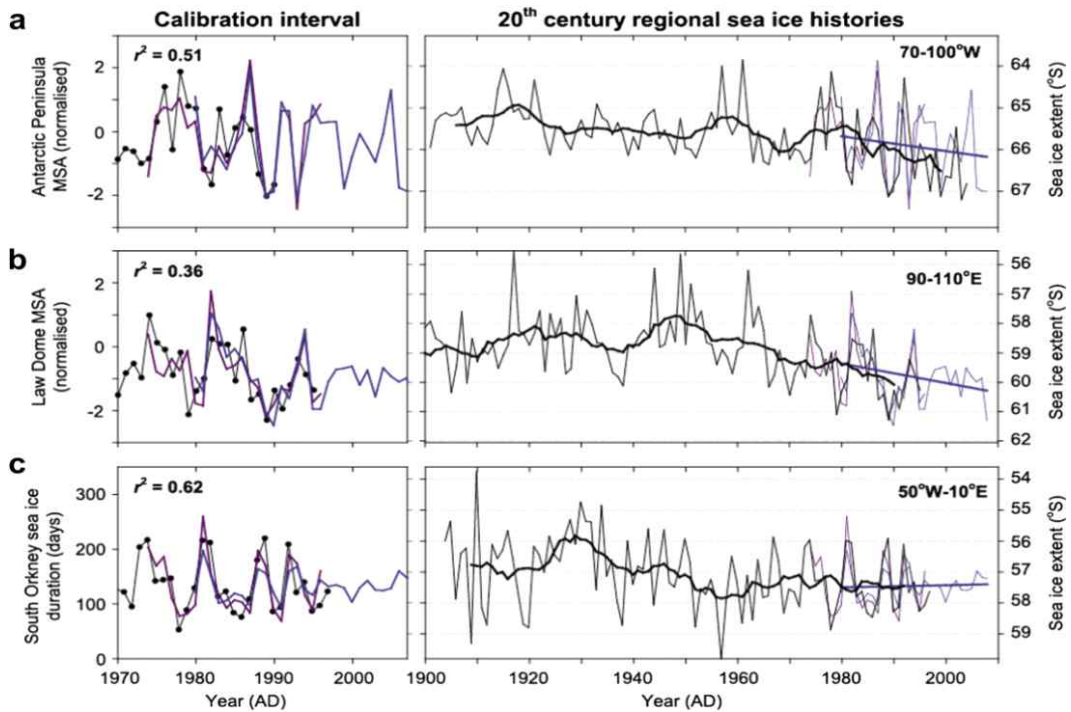 Calibration interval
20th century regional sea ice histories
a
r² = 0.51
70-100°W
2
0
-2
Antarctic Peninsula
MSA (normalised)
64
65
66
67
Sea ice extent (°S)
b
r² = 0.36
90-110°E
2
0
-2
Law Dome MSA
(normalised)
56
57
58
59
60
61
62
Sea ice extent (°S)
c
r² = 0.62
50°W-10°E
300
200
100
0
South Orkney sea ice
duration (days)
54
55
56
57
58
59
Sea ice extent (°S)
1970 1980 1990 2000
1900 1920 1940 1960 1980 2000
Year (AD)
Year (AD)